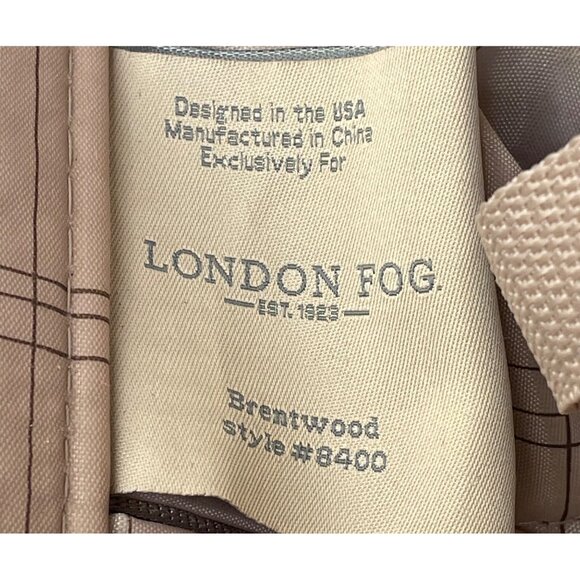 Designed in the USA
Manufactured in China
Exclusively For
LONDON FOG.
EST. 1923
Brentwood
style #8400